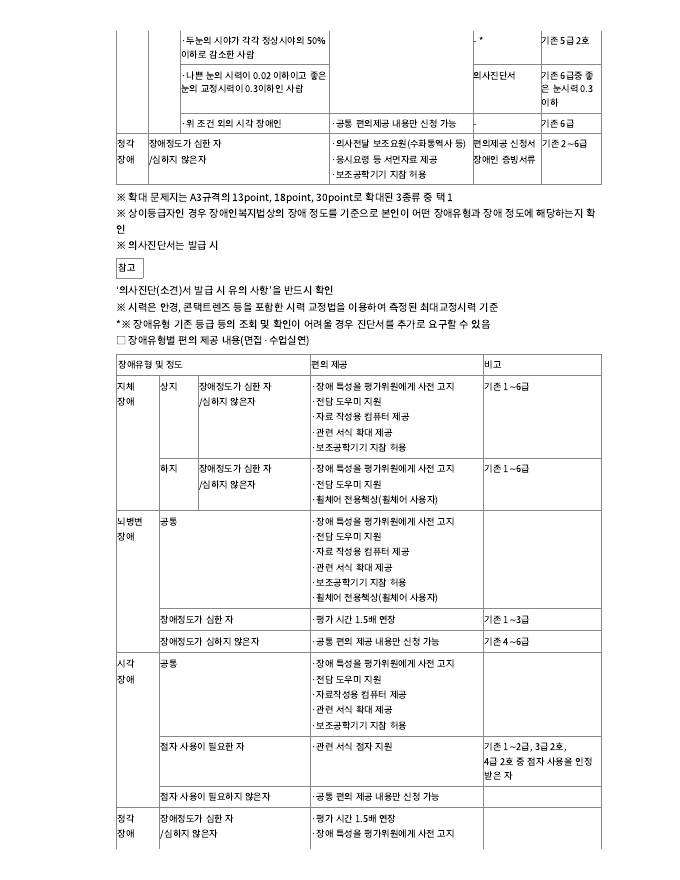 ·두눈의 시야가 각각 정상시야의 50%
이하로 감소한 사람
- *
기존 5급 2호
·나쁜 눈의 시력이 0.02 이하이고 좋은
눈의 교정시력이 0.3이하인 사람
의사진단서
기존 6급중 좋
은 눈시력 0.3
이하
·위 조건 외의 시각 장애인
·공통 편의제공 내용만 신청 가능
-
기존 6급
청각
장애
장애정도가 심한 자
/심하지 않은자
·의사전달 보조요원(수화통역사 등)
·응시요령 등 서면자료 제공
·보조공학기기 지참 허용
편의제공 신청서
장애인 증빙서류
기존 2~6급
※ 확대 문제지는 A3규격의 13point, 18point, 30point로 확대된 3종류 중 택 1
※ 상이등급자인 경우 장애인복지법상의 장애 정도를 기준으로 본인이 어떤 장애유형과 장애 정도에 해당하는지 확
인
※ 의사진단서는 발급 시
참고
‘의사진단(소견)서 발급 시 유의 사항’을 반드시 확인
※ 시력은 안경, 콘택트렌즈 등을 포함한 시력 교정법을 이용하여 측정된 최대교정시력 기준
*※ 장애유형 기존 등급 등의 조회 및 확인이 어려울 경우 진단서를 추가로 요구할 수 있음
□ 장애유형별 편의 제공 내용(면접·수업실연)
장애유형 및 정도
편의 제공
비고
지체
장애
상지
장애정도가 심한 자
/심하지 않은자
·장애 특성을 평가위원에게 사전 고지
·전담 도우미 지원
·자료 작성용 컴퓨터 제공
·관련 서식 확대 제공
·보조공학기기 지참 허용
기존 1~6급
하지
장애정도가 심한 자
/심하지 않은자
·장애 특성을 평가위원에게 사전 고지
·전담 도우미 지원
·휠체어 전용책상(휠체어 사용자)
기존 1~6급
뇌병변
장애
공통
·장애 특성을 평가위원에게 사전 고지
·전담 도우미 지원
·자료 작성용 컴퓨터 제공
·관련 서식 확대 제공
·보조공학기기 지참 허용
·휠체어 전용책상(휠체어 사용자)
장애정도가 심한 자
·평가 시간 1.5배 연장
기존 1~3급
장애정도가 심하지 않은자
·공통 편의 제공 내용만 신청 가능
기존 4~6급
시각
장애
공통
·장애 특성을 평가위원에게 사전 고지
·전담 도우미 지원
·자료작성용 컴퓨터 제공
·관련 서식 확대 제공
·보조공학기기 지참 허용
점자 사용이 필요한 자
·관련 서식 점자 지원
기존 1~2급, 3급 2호,
4급 2호 중 점자 사용을 인정
받은 자
점자 사용이 필요하지 않은자
·공통 편의 제공 내용만 신청 가능
청각
장애
장애정도가 심한 자
/심하지 않은자
·평가 시간 1.5배 연장
·장애 특성을 평가위원에게 사전 고지